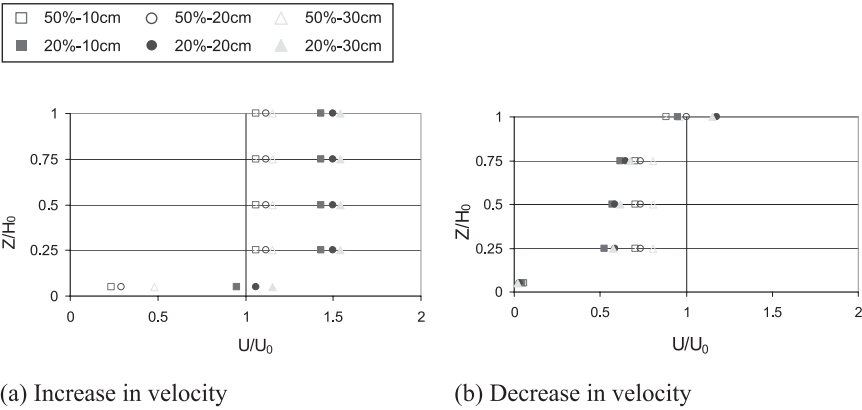 50%-10cm 50%-20cm 50%-30cm
20%-10cm 20%-20cm 20%-30cm
1
0.75
0.5
0.25
0
Z/H0
0 0.5 1 1.5 2
U/U0
(a) Increase in velocity
1
0.75
0.5
0.25
0
Z/H0
0 0.5 1 1.5 2
U/U0
(b) Decrease in velocity